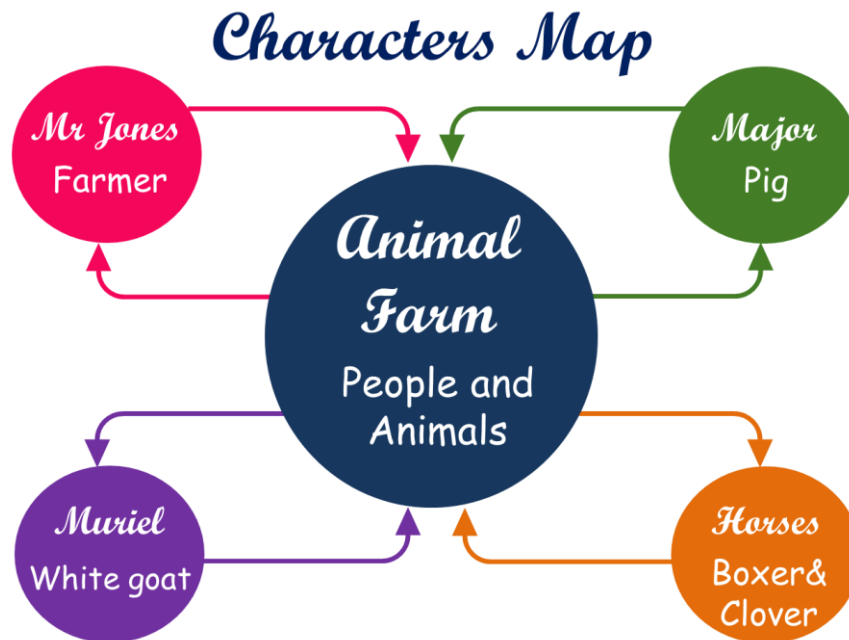 Characters Map
Mr Jones
Farmer
Major
Pig
Animal
Farm
People and
Animals
Muriel
White goat
Horses
Boxer&
Clover